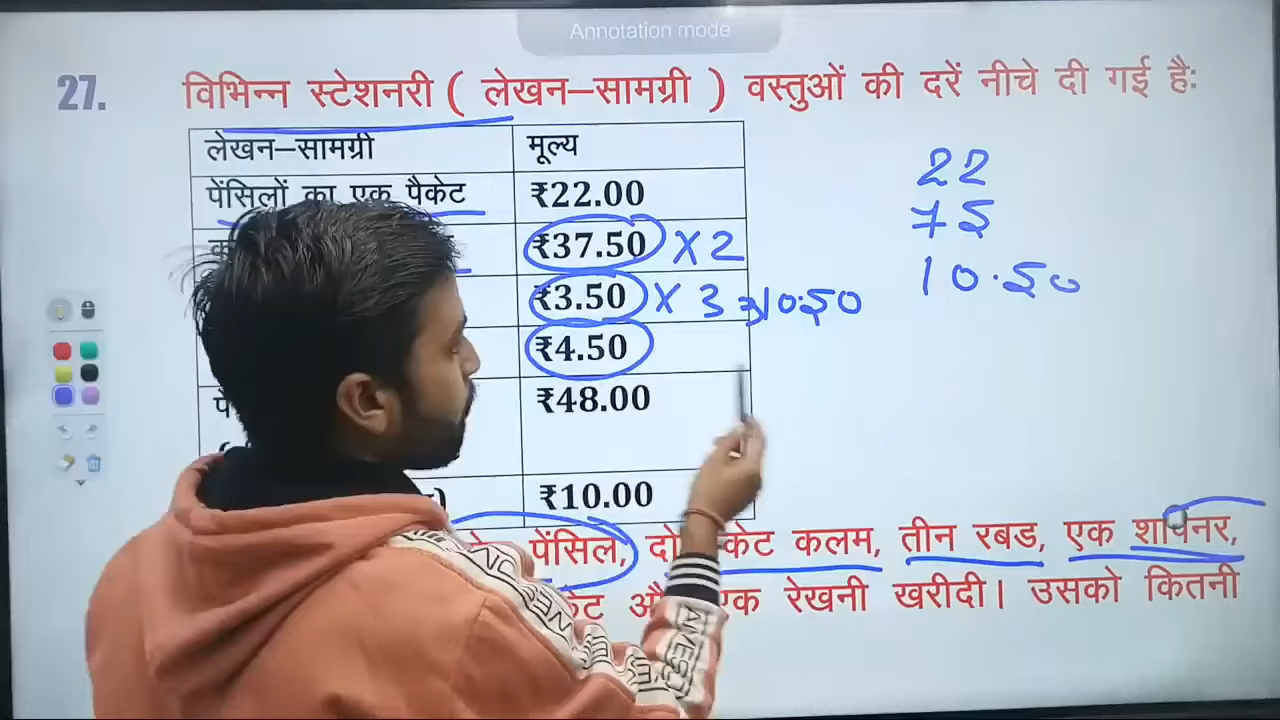 Annotation mode
27. विभिन्न स्टेशनरी ( लेखन–सामग्री ) वस्तुओं की दरें नीचे दी गई है:
लेखन–सामग्री मूल्य
पेंसिलों का एक पैकेट ₹22.00
₹37.50 × 2
₹3.50 × 3 = 10.50
₹4.50
₹48.00
₹10.00
22
75
10.50
पेंसिल, कलम, तीन रबड, एक शार्पनर,
रेखनी खरीदी। उसको कितनी